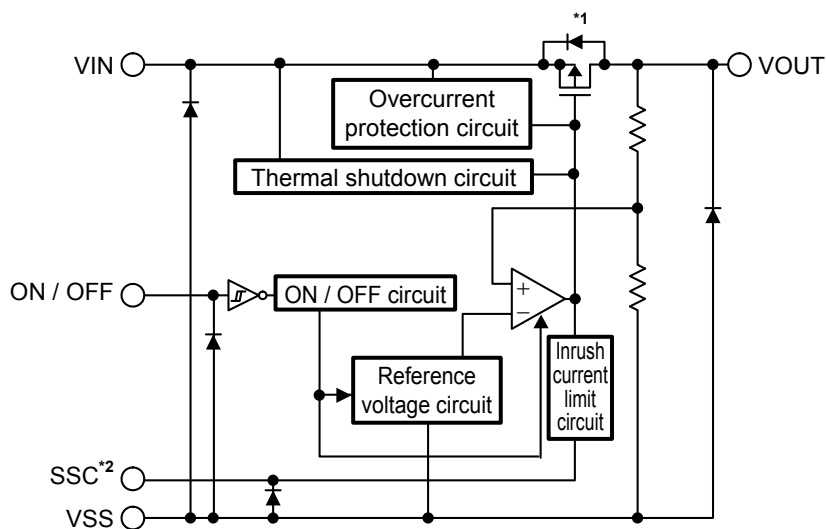 *1
VIN
VOUT
Overcurrent
protection circuit
Thermal shutdown circuit
ON / OFF
ON / OFF circuit
+
−
Reference
voltage circuit
Inrush
current
limit
circuit
SSC*2
VSS